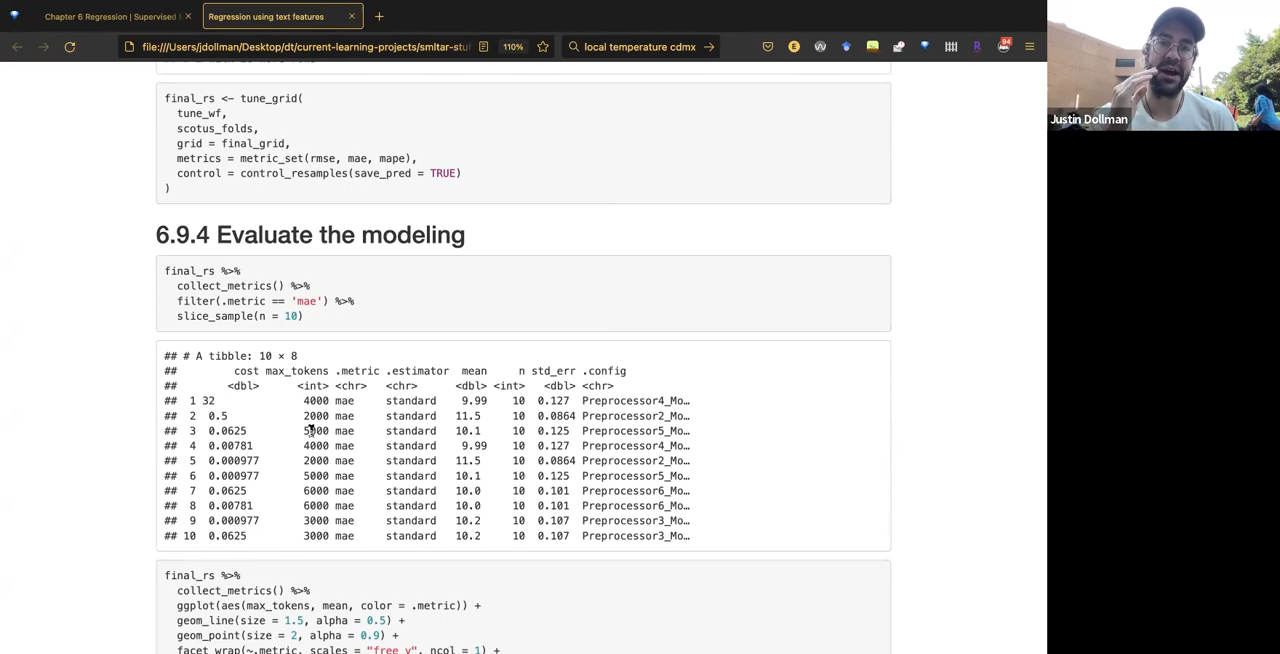 Chapter 6 Regression | Supervised
Regression using text features
file:///Users/jdollman/Desktop/dt/current-learning-projects/smltar-stu
110%
local temperature cdmx
94
Justin Dollman
final_rs <- tune_grid(
tune_wf,
scotus_folds,
grid = final_grid,
metrics = metric_set(rmse, mae, mape),
control = control_resamples(save_pred = TRUE)
)
6.9.4 Evaluate the modeling
final_rs %>%
collect_metrics() %>%
filter(.metric == 'mae') %>%
slice_sample(n = 10)
## # A tibble: 10 × 8
## cost max_tokens .metric .estimator mean n std_err .config
## <dbl> <int> <chr> <chr> <dbl> <int> <dbl> <chr>
## 1 32 4000 mae standard 9.99 10 0.127 Preprocessor4_Mo…
## 2 0.5 2000 mae standard 11.5 10 0.0864 Preprocessor2_Mo…
## 3 0.0625 5000 mae standard 10.1 10 0.125 Preprocessor5_Mo…
## 4 0.00781 4000 mae standard 9.99 10 0.127 Preprocessor4_Mo…
## 5 0.000977 2000 mae standard 11.5 10 0.0864 Preprocessor2_Mo…
## 6 0.000977 5000 mae standard 10.1 10 0.125 Preprocessor5_Mo…
## 7 0.0625 6000 mae standard 10.0 10 0.101 Preprocessor6_Mo…
## 8 0.00781 6000 mae standard 10.0 10 0.101 Preprocessor6_Mo…
## 9 0.000977 3000 mae standard 10.2 10 0.107 Preprocessor3_Mo…
## 10 0.0625 3000 mae standard 10.2 10 0.107 Preprocessor3_Mo…
final_rs %>%
collect_metrics() %>%
ggplot(aes(max_tokens, mean, color = .metric)) +
geom_line(size = 1.5, alpha = 0.5) +
geom_point(size = 2, alpha = 0.9) +
facet_wrap(~.metric, scales = "free_y", ncol = 1) +